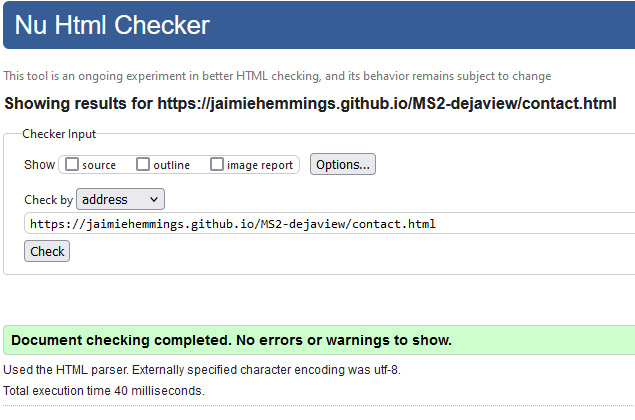 Nu Html Checker
This tool is an ongoing experiment in better HTML checking, and its behavior remains subject to change
Showing results for https://jaimiehemmings.github.io/MS2-dejaview/contact.html
Checker Input
Show source outline image report Options...
Check by address
https://jaimiehemmings.github.io/MS2-dejaview/contact.html
Check
Document checking completed. No errors or warnings to show.
Used the HTML parser. Externally specified character encoding was utf-8.
Total execution time 40 milliseconds.